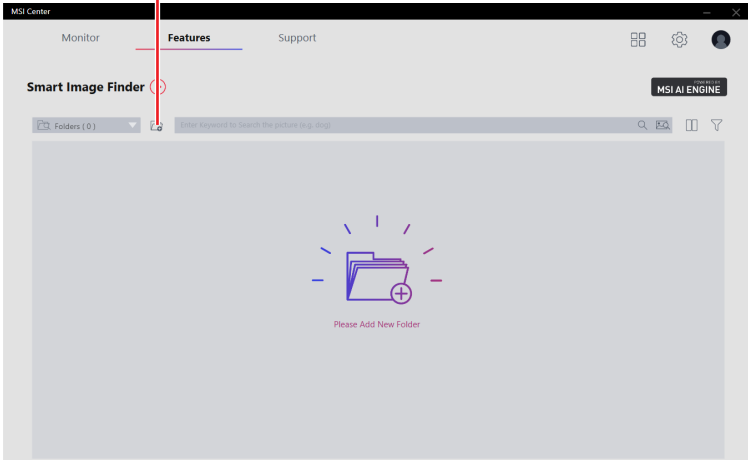 MSI Center
Monitor
Features
Support
Smart Image Finder
POWERED BY
MSI AI ENGINE
Folders ( 0 )
Enter Keyword to Search the picture (e.g. dog)
Please Add New Folder